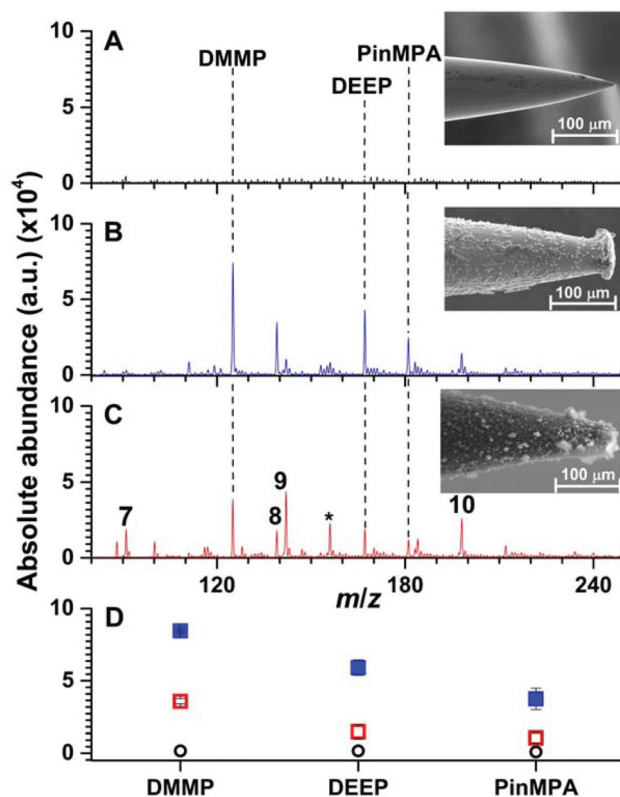 A
10
5
0
DMMP
DEEP
PinMPA
100 μm
B
10
5
0
100 μm
C
10
5
0
7
8
9
*
10
100 μm
120
180
240
m/z
Absolute abundance (a.u.) (x10⁴)
D
10
5
0
DMMP
DEEP
PinMPA